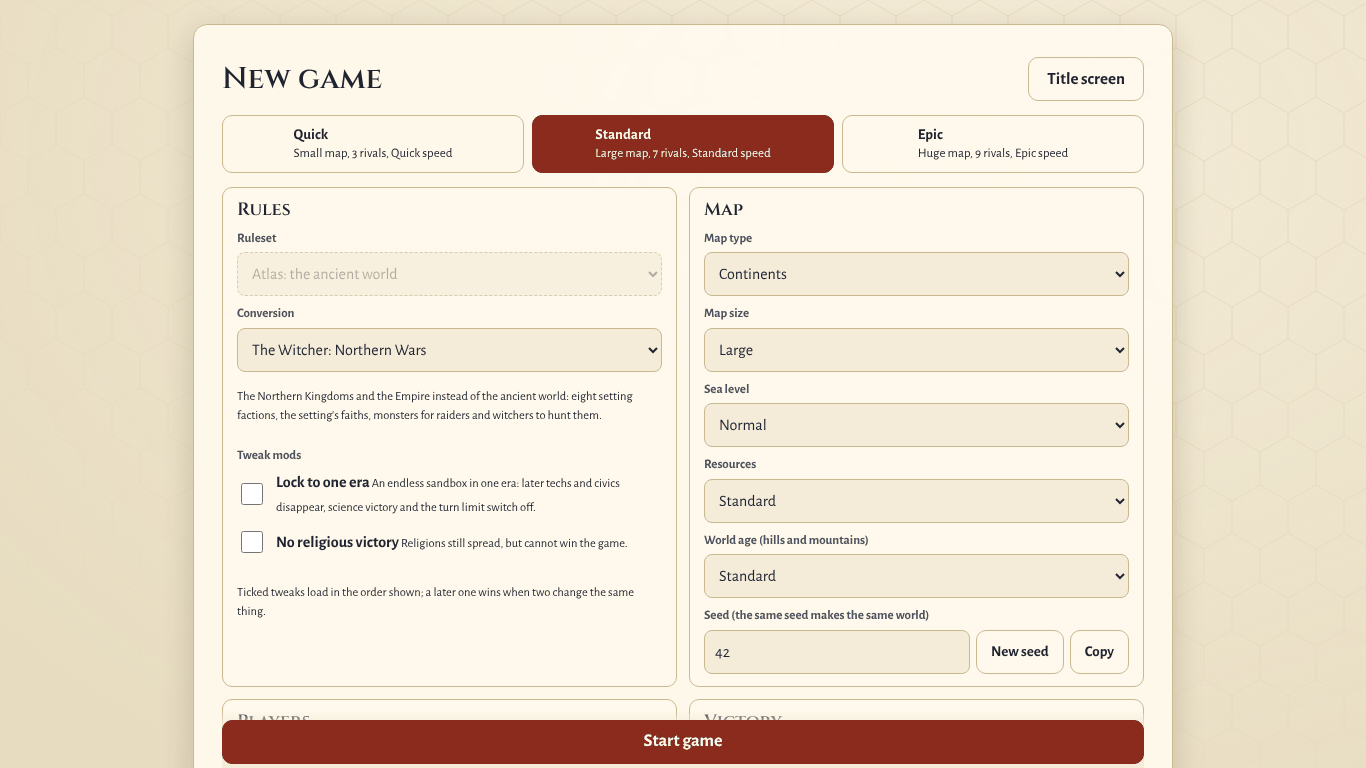 New game
Title screen
Quick
Small map, 3 rivals, Quick speed
Standard
Large map, 7 rivals, Standard speed
Epic
Huge map, 9 rivals, Epic speed
Rules
Ruleset
Atlas: the ancient world
Conversion
The Witcher: Northern Wars
The Northern Kingdoms and the Empire instead of the ancient world: eight setting
factions, the setting's faiths, monsters for raiders and witchers to hunt them.
Tweak mods
Lock to one era An endless sandbox in one era: later techs and civics
disappear, science victory and the turn limit switch off.
No religious victory Religions still spread, but cannot win the game.
Ticked tweaks load in the order shown; a later one wins when two change the same
thing.
Map
Map type
Continents
Map size
Large
Sea level
Normal
Resources
Standard
World age (hills and mountains)
Standard
Seed (the same seed makes the same world)
42
New seed
Copy
Players
Victory
Start game